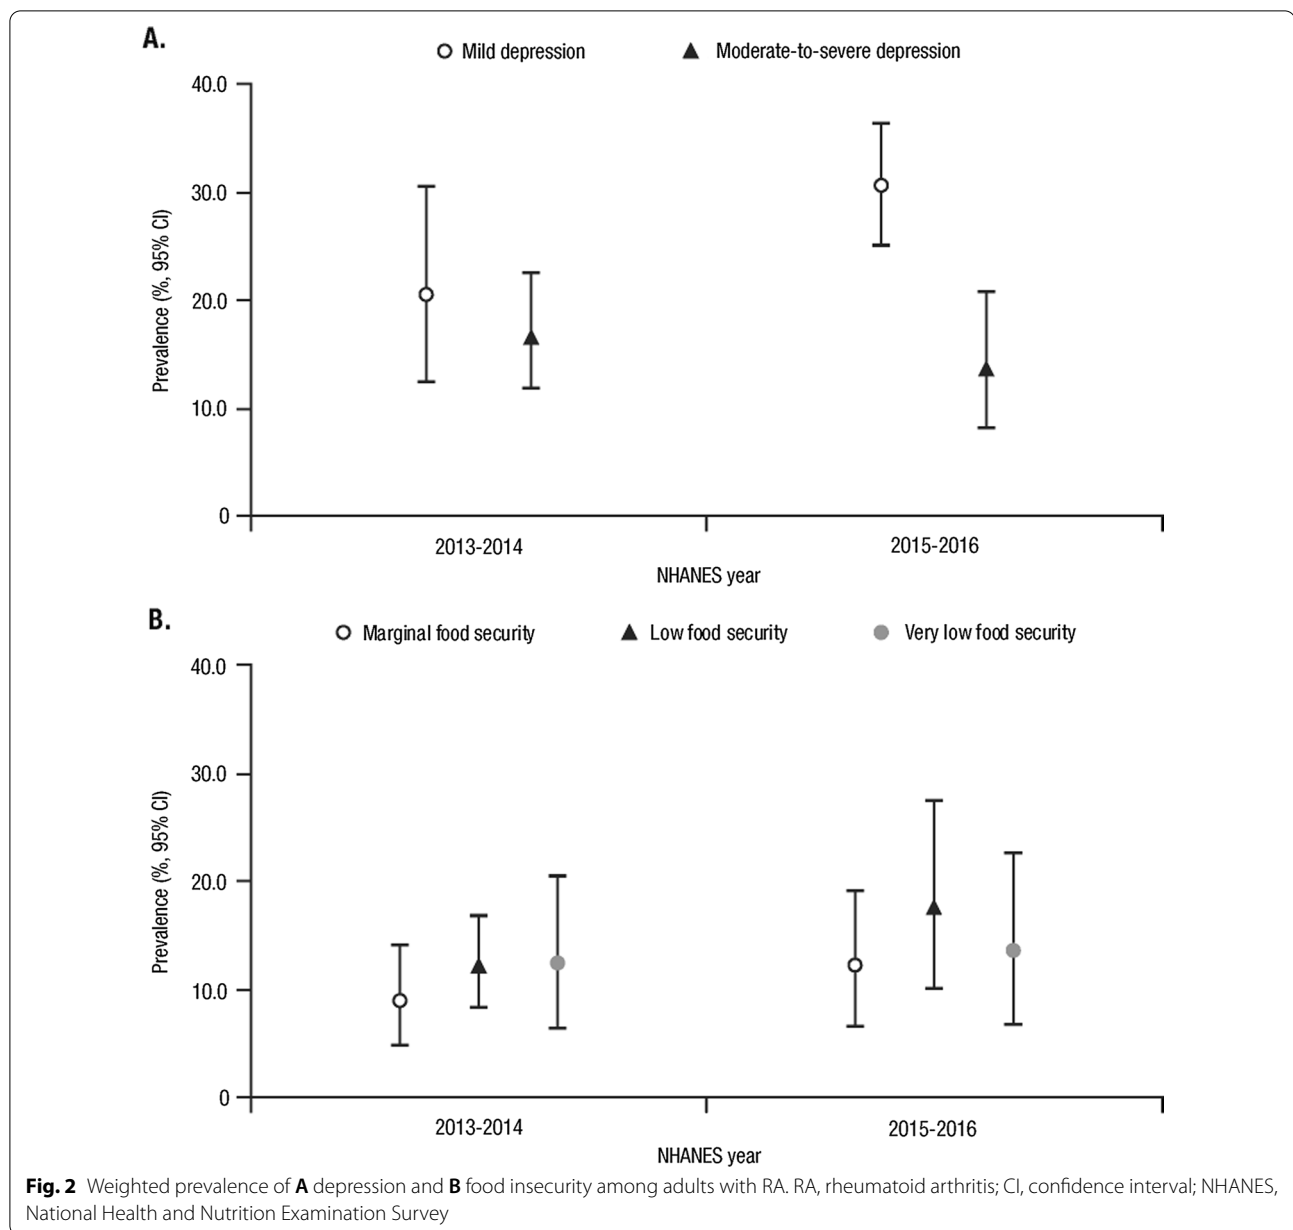 A.
Mild depression
Moderate-to-severe depression
40.0
30.0
20.0
10.0
0
Prevalence (%, 95% CI)
2013-2014
2015-2016
NHANES year
B.
Marginal food security
Low food security
Very low food security
40.0
30.0
20.0
10.0
0
Prevalence (%, 95% CI)
2013-2014
2015-2016
NHANES year
Fig. 2 Weighted prevalence of A depression and B food insecurity among adults with RA. RA, rheumatoid arthritis; CI, confidence interval; NHANES,
National Health and Nutrition Examination Survey